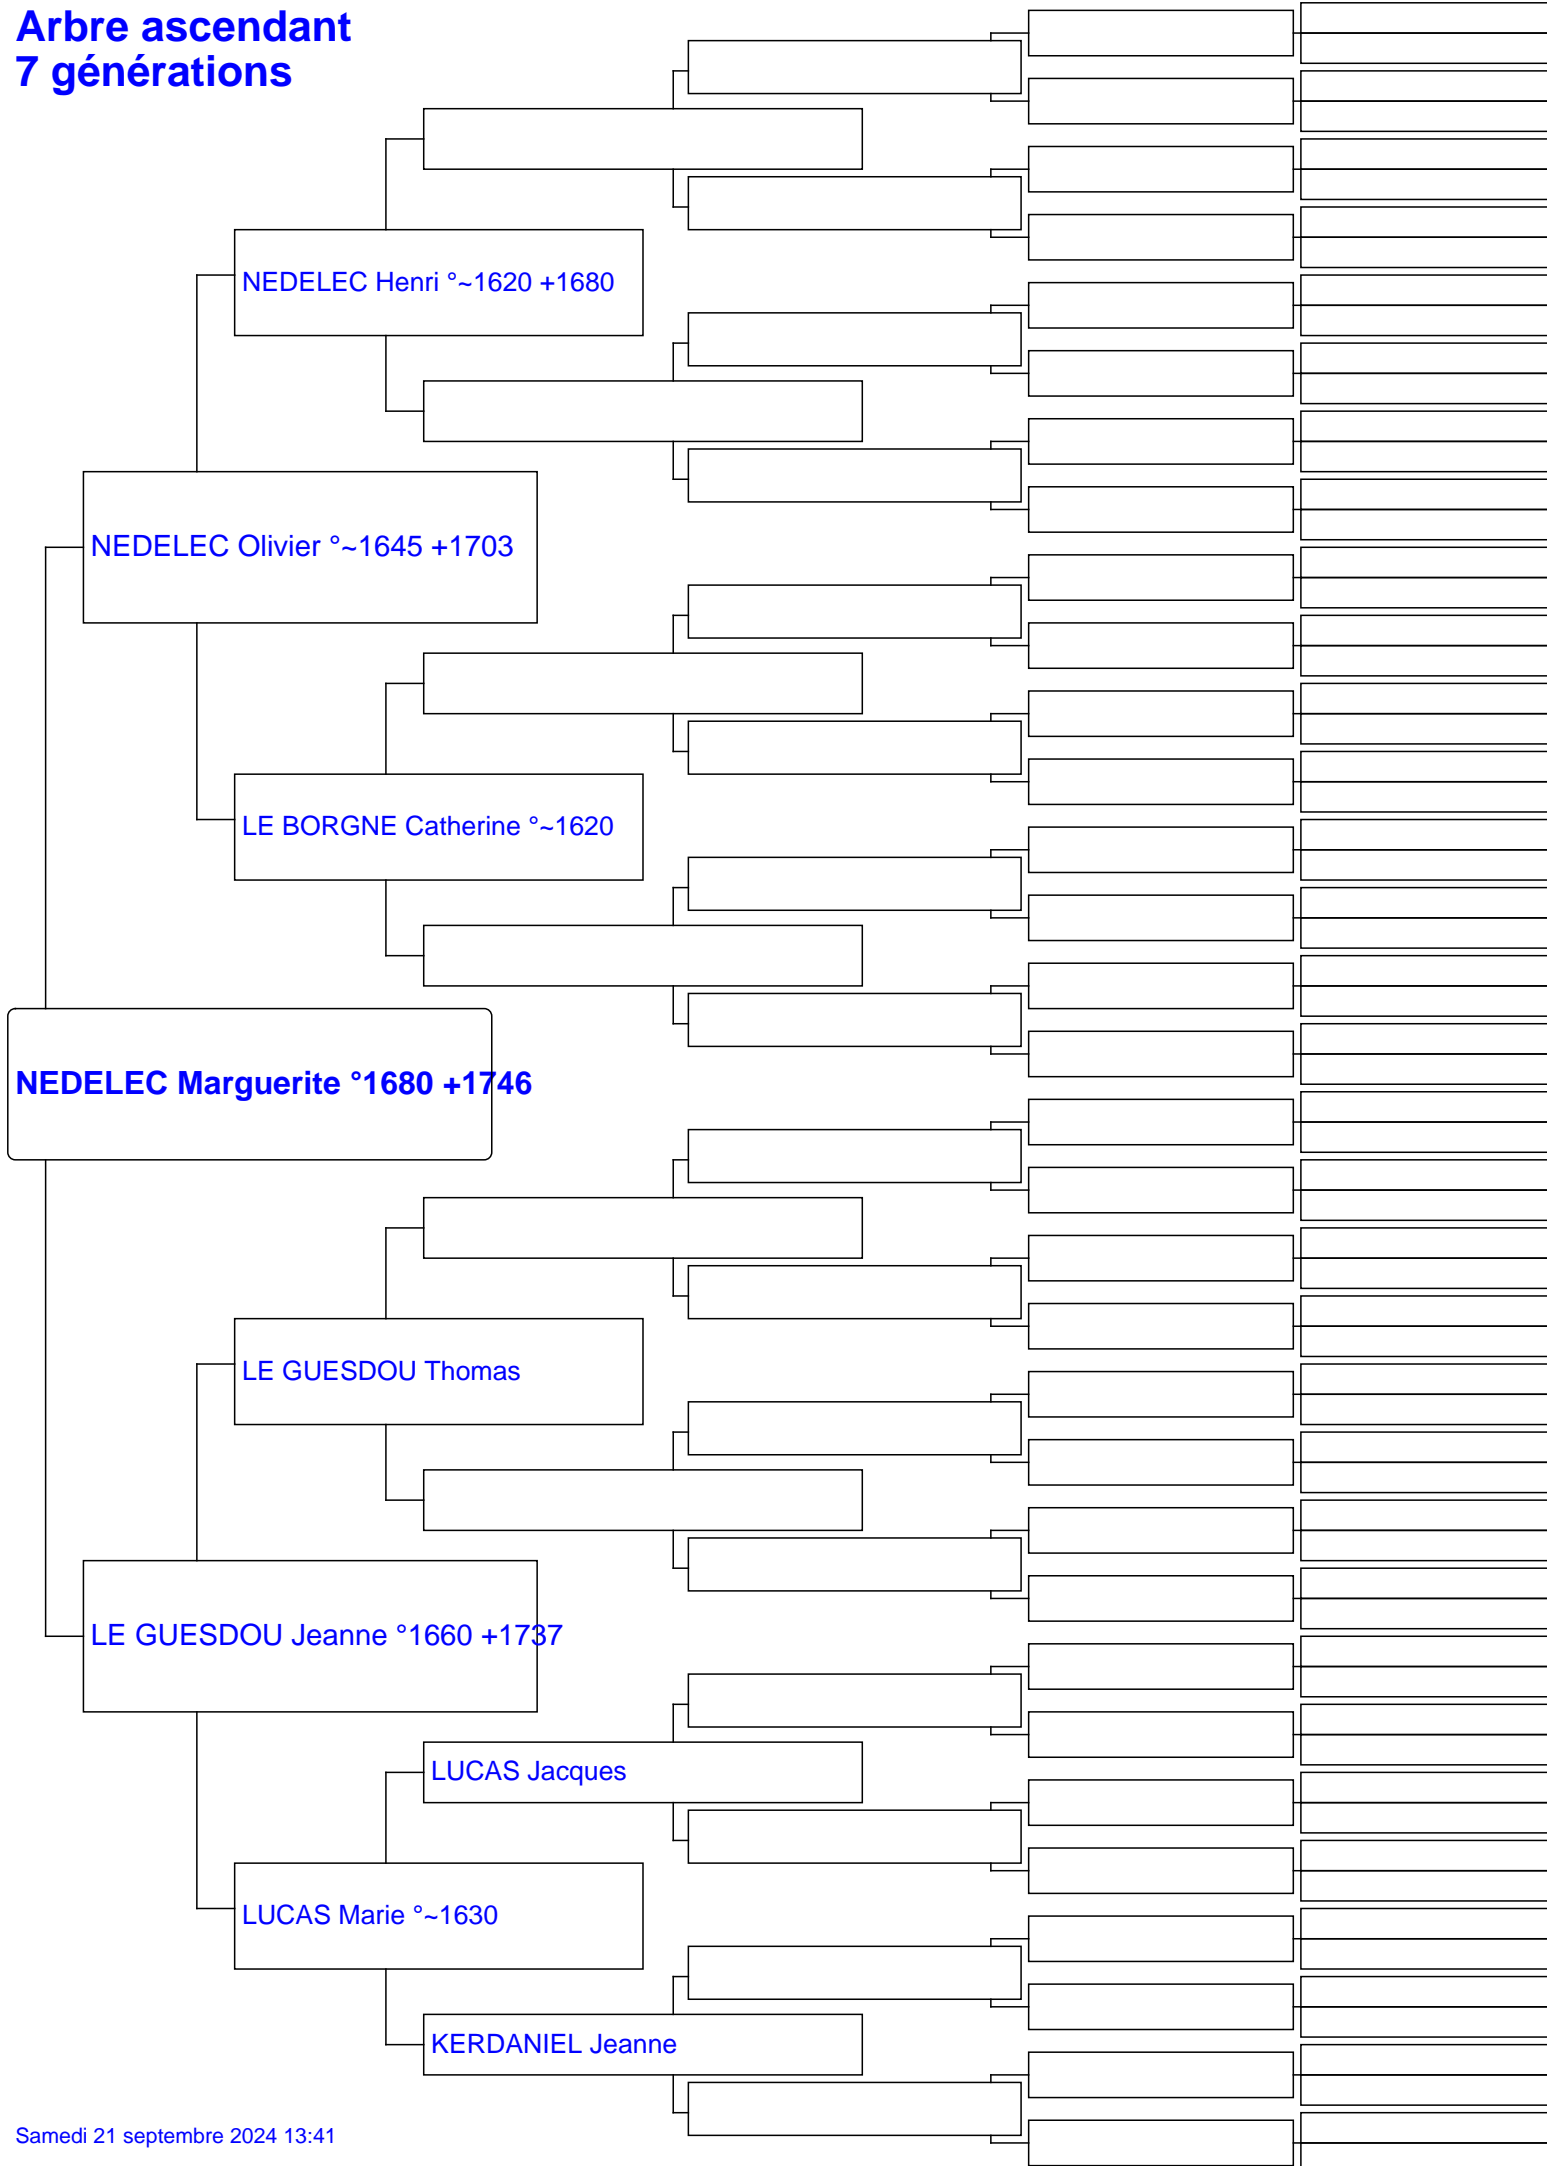 Arbre ascendant
7 générations
NEDELEC Henri °~1620 +1680
NEDELEC Olivier °~1645 +1703
LE BORGNE Catherine °~1620
NEDELEC Marguerite °1680 +1746
LE GUESDOU Thomas
LE GUESDOU Jeanne °1660 +1737
LUCAS Jacques
LUCAS Marie °~1630
KERDANIEL Jeanne
Samedi 21 septembre 2024 13:41